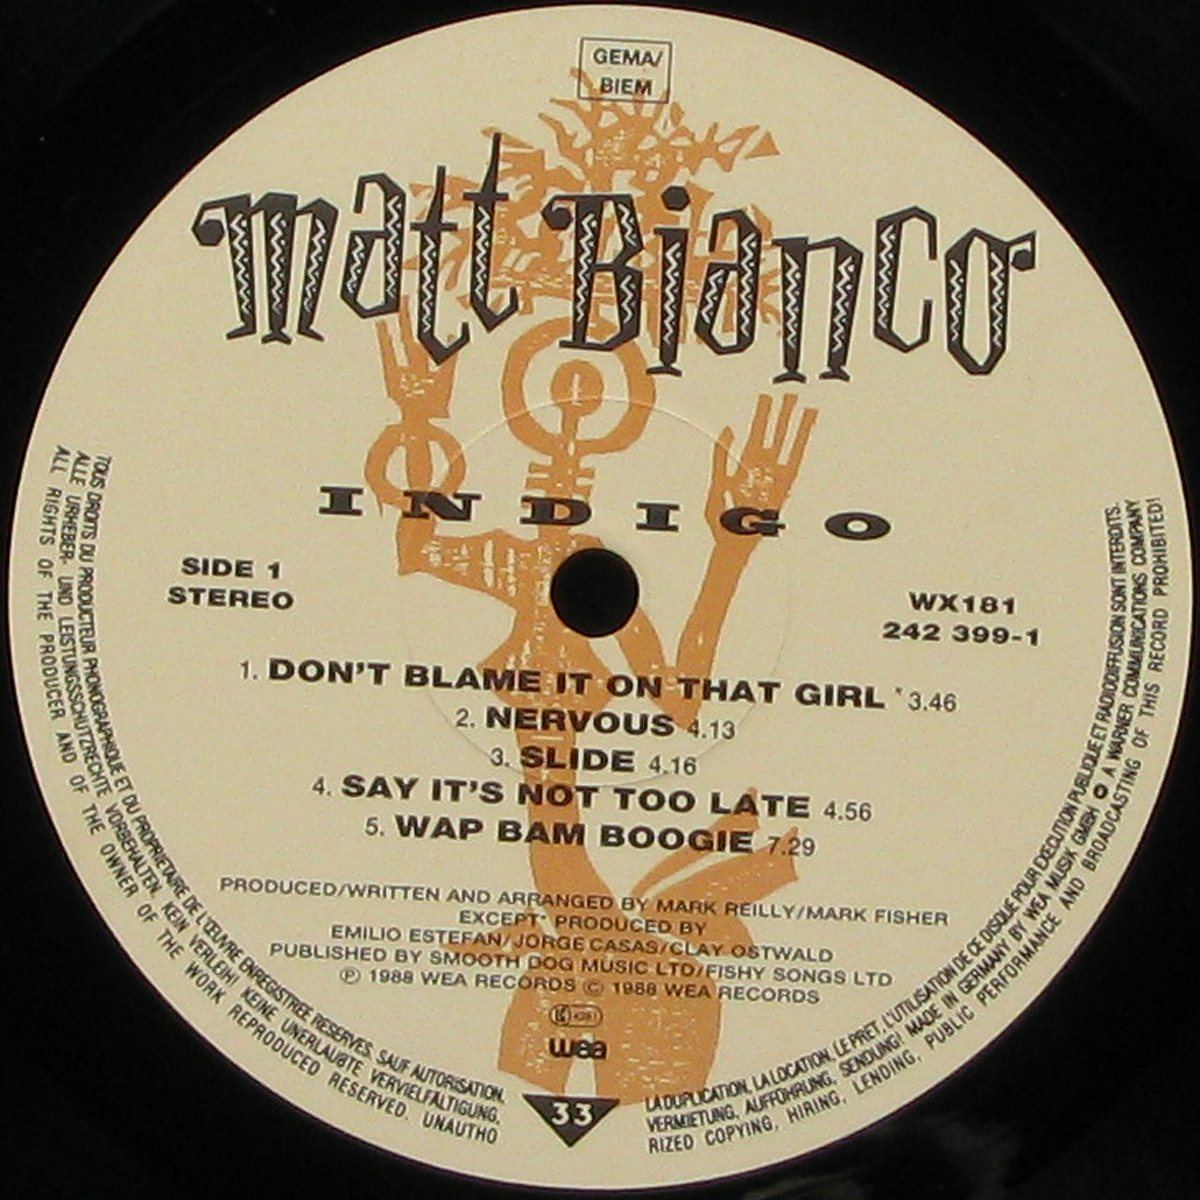 GEMA/
BIEM
matt Bianco
INDIGO
SIDE 1
STEREO
WX181
242 399-1
1. DON'T BLAME IT ON THAT GIRL * 3.46
2. NERVOUS 4.13
3. SLIDE 4.16
4. SAY IT'S NOT TOO LATE 4.56
5. WAP BAM BOOGIE 7.29
PRODUCED/WRITTEN AND ARRANGED BY MARK REILLY/MARK FISHER
EXCEPT* PRODUCED BY
EMILIO ESTEFAN/JORGE CASAS/CLAY OSTWALD
PUBLISHED BY SMOOTH DOG MUSIC LTD/FISHY SONGS LTD
Ⓟ 1988 WEA RECORDS © 1988 WEA RECORDS
wea
33
TOUS DROITS DU PRODUCTEUR PHONOGRAPHIQUE ET DU PROPRIETAIRE DE L'ŒUVRE ENREGISTREE RESERVES. SAUF AUTORISATION, LA DUPLICATION, LA LOCATION, LE PRET, L'UTILISATION DE CE DISQUE POUR EXECUTION PUBLIQUE ET RADIODIFFUSION SONT INTERDITS.
ALLE URHEBER- UND LEISTUNGSSCHUTZRECHTE VORBEHALTEN. KEIN VERLEIH! KEINE UNERLAUBTE VERVIELFÄLTIGUNG, VERMIETUNG, AUFFÜHRUNG, SENDUNG! MADE IN GERMANY BY WEA MUSIK GMBH A WARNER COMMUNICATIONS COMPANY
ALL RIGHTS OF THE PRODUCER AND OF THE OWNER OF THE WORK REPRODUCED RESERVED. UNAUTHORIZED COPYING, HIRING, LENDING, PUBLIC PERFORMANCE AND BROADCASTING OF THIS RECORD PROHIBITED!